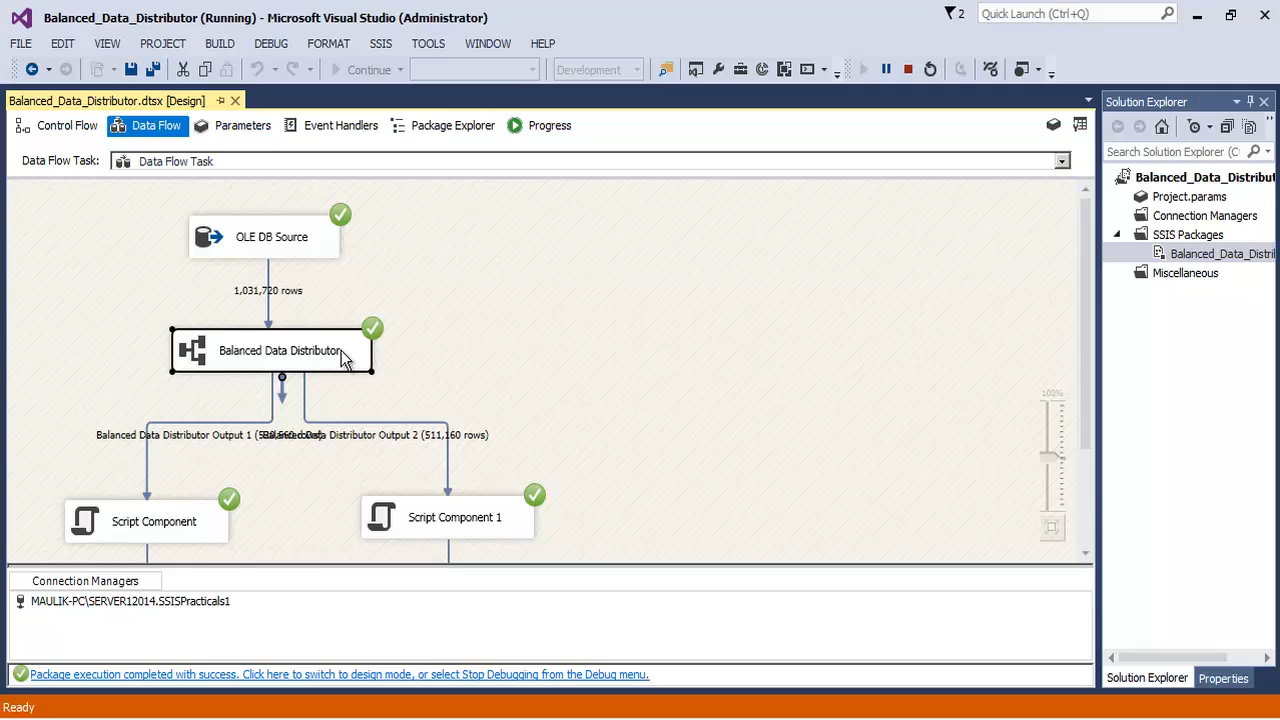 Balanced_Data_Distributor (Running) - Microsoft Visual Studio (Administrator)
2
Quick Launch (Ctrl+Q)
FILE EDIT VIEW PROJECT BUILD DEBUG FORMAT SSIS TOOLS WINDOW HELP
Continue
Development
Balanced_Data_Distributor.dtsx [Design]
Control Flow
Data Flow
Parameters
Event Handlers
Package Explorer
Progress
Data Flow Task:
Data Flow Task
OLE DB Source
1,031,720 rows
Balanced Data Distributor
Balanced Data Distributor Output 1
Data Distributor Output 2 (511,160 rows)
Script Component
Script Component 1
100%
Connection Managers
MAULIK-PC\SERVER12014.SSISPracticals1
Package execution completed with success. Click here to switch to design mode, or select Stop Debugging from the Debug menu.
Solution Explorer
Search Solution Explorer (C
Balanced_Data_Distribut
Project.params
Connection Managers
SSIS Packages
Balanced_Data_Distri
Miscellaneous
Solution Explorer
Properties
Ready